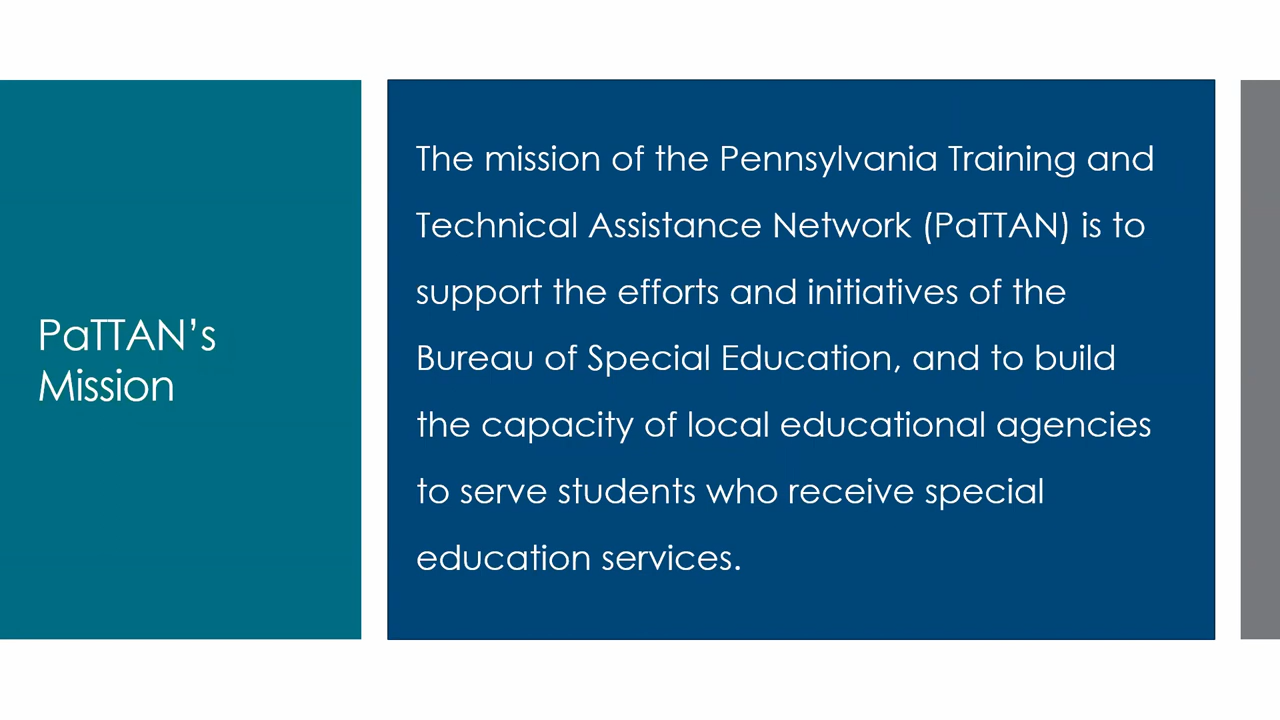 PaTTAN’s
Mission
The mission of the Pennsylvania Training and
Technical Assistance Network (PaTTAN) is to
support the efforts and initiatives of the
Bureau of Special Education, and to build
the capacity of local educational agencies
to serve students who receive special
education services.